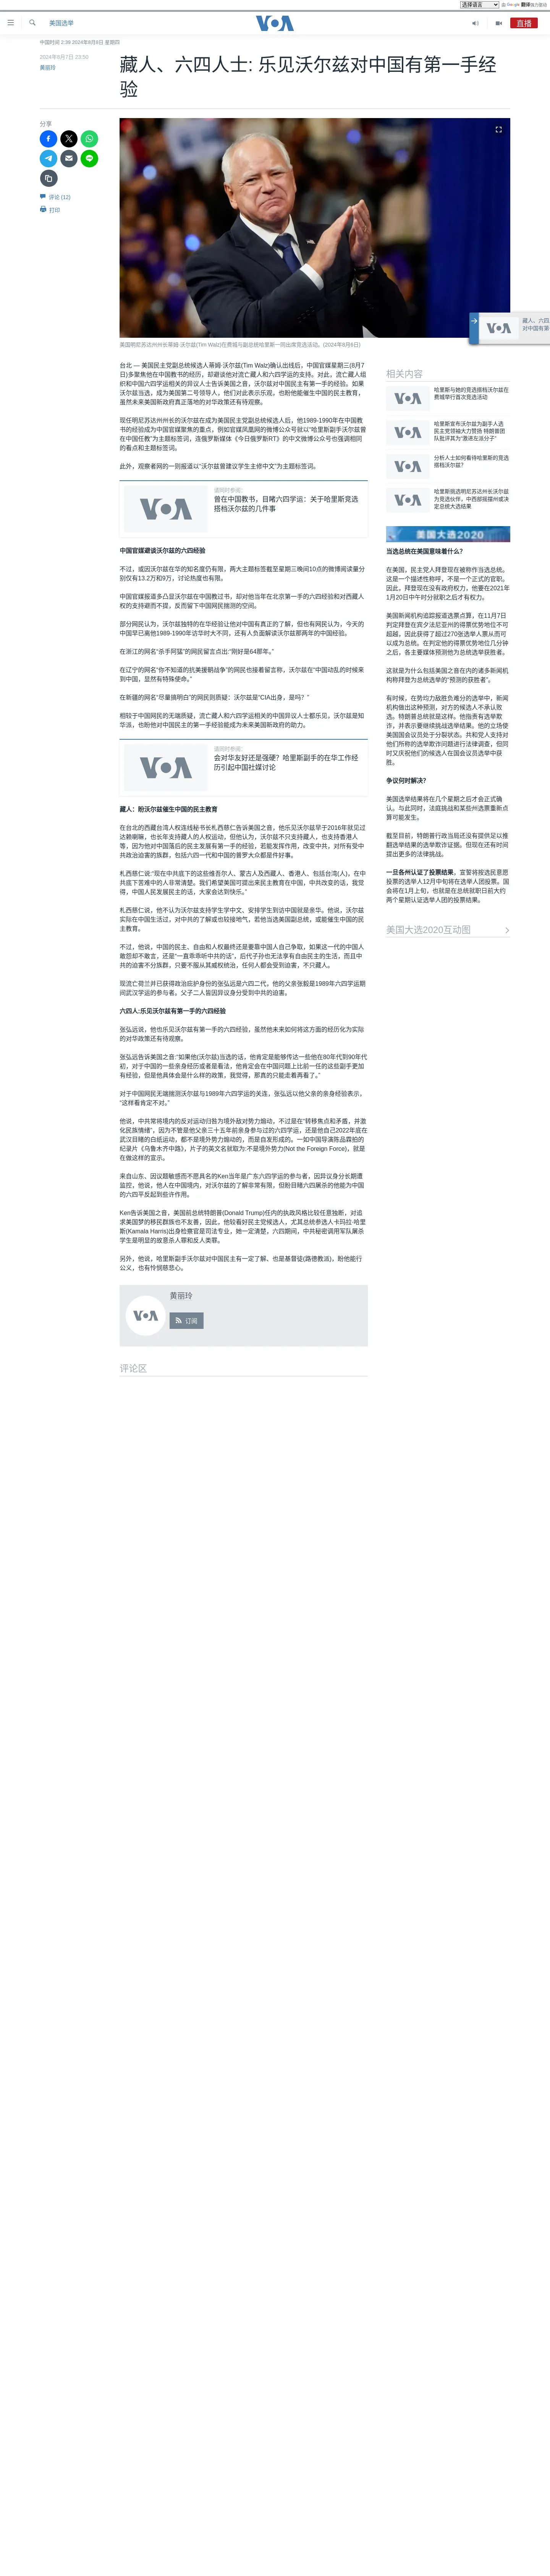 选择语言 由 Google 翻译强力驱动
美国选举
VOA
直播
中国时间 2:39 2024年8月8日 星期四
2024年8月7日 23:50
黄丽玲
藏人、六四人士: 乐见沃尔兹对中国有第一手经
验
分享
评论 (12)
打印
美国明尼苏达州州长蒂姆·沃尔兹(Tim Walz)在费城与副总统哈里斯一同出席竞选活动。(2024年8月6日)
台北 — 美国民主党副总统候选人蒂姆·沃尔兹(Tim Walz)确认出线后，中国官媒星期三(8月7
日)多聚焦他在中国教书的经历，却避谈他对流亡藏人和六四学运的支持。对此，流亡藏人组
织和中国六四学运相关的异议人士告诉美国之音，沃尔兹对中国民主有第一手的经验。如果
沃尔兹当选，成为美国第二号领导人，他们对此表示乐观，也盼他能催生中国的民主教育，
虽然未来美国新政府真正落地的对华政策还有待观察。
现任明尼苏达州州长的沃尔兹在成为美国民主党副总统候选人后，他1989-1990年在中国教
书的经验成为中国官媒聚焦的重点，例如官媒凤凰网的微博公众号就以“哈里斯副手沃尔兹曾
在中国任教”为主题标签词，连俄罗斯媒体《今日俄罗斯RT》的中文微博公众号也强调相同
的看点和主题标签词。
此外，观察者网的一则报道以“沃尔兹曾建议学生主修中文”为主题标签词。
VOA
请同时参阅:
曾在中国教书，目睹六四学运：关于哈里斯竞选
搭档沃尔兹的几件事
中国官媒避谈沃尔兹的六四经验
不过，或因沃尔兹在华的知名度仍有限，两大主题标签截至星期三晚间10点的微博阅读量分
别仅有13.2万和9万，讨论热度也有限。
中国官媒报道多凸显沃尔兹在中国教过书，却对他当年在北京第一手的六四经验和对西藏人
权的支持避而不提，反而留下中国网民揣测的空间。
部分网民认为，沃尔兹独特的在华经验让他对中国有真正的了解，但也有网民认为，今天的
中国早已离他1989-1990年访华时大不同，还有人负面解读沃尔兹那两年的中国经验。
在浙江的网名“杀手阿猛”的网民留言点出:“刚好是64那年。”
在辽宁的网名“你不知道的抗美援朝战争”的网民也接着留言称，沃尔兹在“中国动乱的时候来
到中国，显然有特殊使命。”
在新疆的网名“尽量搞明白”的网民则质疑：沃尔兹是“CIA出身，是吗？”
相较于中国网民的无端质疑，流亡藏人和六四学运相关的中国异议人士都乐见，沃尔兹是知
华派，也盼他对中国民主的第一手经验能成为未来美国新政府的助力。
VOA
请同时参阅:
会对华友好还是强硬？哈里斯副手的在华工作经
历引起中国社媒讨论
藏人：盼沃尔兹催生中国的民主教育
在台北的西藏台湾人权连线秘书长札西慈仁告诉美国之音，他乐见沃尔兹早于2016年就见过
达赖喇嘛，也长年支持藏人的人权运动，但他认为，沃尔兹不只支持藏人，也支持香港人
等，因为他对中国落后的民主发展有第一手的经验，若能发挥作用，改变中共，对所有受中
共政治迫害的族群，包括六四一代和中国的普罗大众都是件好事。
札西慈仁说:“现在中共底下的这些维吾尔人、蒙古人及西藏人、香港人、包括台湾(人)，在中
共底下苦难中的人非常清楚。我们希望美国可提出来民主教育在中国，中共改变的话，我觉
得，中国人民发展民主的话，大家会达到快乐。”
札西慈仁说，他不认为沃尔兹支持学生学中文、安排学生到访中国就是亲华。他说，沃尔兹
实际在中国生活过，对中共的了解或也较接地气，若他当选美国副总统，或能催生中国的民
主教育。
不过，他说，中国的民主、自由和人权最终还是要靠中国人自己争取，如果这一代的中国人
敢怨却不敢言，还是“一直乖乖听中共的话”，后代子孙也无法享有自由民主的生活，而且中
共的迫害不分族群，只要不服从其威权统治，任何人都会受到迫害，不只藏人。
现流亡荷兰并已获得政治庇护身份的张弘远是六四二代，他的父亲张毅是1989年六四学运期
间武汉学运的参与者，父子二人皆因异议身分受到中共的迫害。
六四人:乐见沃尔兹有第一手的六四经验
张弘远说，他也乐见沃尔兹有第一手的六四经验，虽然他未来如何将这方面的经历化为实际
的对华政策还有待观察。
张弘远告诉美国之音:“如果他(沃尔兹)当选的话，他肯定是能够传达一些他在80年代到90年代
初，对于中国的一些亲身经历或者是看法，他肯定会在中国问题上比前一任的这些副手更加
有经验，但是他具体会是什么样的政策，我觉得，那真的只能走着再看了。”
对于中国网民无端揣测沃尔兹与1989年六四学运的关连，张弘远以他父亲的亲身经验表示，
“这样看肯定不对。”
他说，中共常将境内的反对运动归咎为境外敌对势力煽动，不过是在“转移焦点和矛盾，并激
化民族情绪”，因为不管是他父亲三十五年前亲身参与过的六四学运，还是他自己2022年底在
武汉目睹的白纸运动，都不是境外势力煽动的，而是自发形成的。一如中国导演陈品霖拍的
纪录片《乌鲁木齐中路》，片子的英文名就取为:不是境外势力(Not the Foreign Force)，就是
在做这样的宣示。
来自山东、因议题敏感而不愿具名的Ken当年是广东六四学运的参与者，因异议身分长期遭
监控，他说，他人在中国境内，对沃尔兹的了解非常有限，但盼目睹六四屠杀的他能为中国
的六四平反起到些许作用。
Ken告诉美国之音，美国前总统特朗普(Donald Trump)任内的执政风格比较任意独断，对追
求美国梦的移民群族也不友善，因此，他较看好民主党候选人，尤其总统参选人卡玛拉·哈里
斯(Kamala Harris)出身检察官是司法专业，她一定清楚，六四期间，中共秘密调用军队屠杀
学生是明显的故意杀人罪和反人类罪。
另外，他说，哈里斯副手沃尔兹对中国民主有一定了解、也是基督徒(路德教派)，盼他能行
公义，也有怜悯慈悲心。
VOA
黄丽玲
订阅
评论区
相关内容
VOA
哈里斯与她的竞选搭档沃尔兹在
费城举行首次竞选活动
VOA
哈里斯宣布沃尔兹为副手人选
民主党领袖大力赞扬 特朗普团
队批评其为“激进左派分子”
VOA
分析人士如何看待哈里斯的竞选
搭档沃尔兹？
VOA
哈里斯挑选明尼苏达州长沃尔兹
为竞选伙伴，中西部摇摆州或决
定总统大选结果
美国大选2020
当选总统在美国意味着什么?
在美国，民主党人拜登现在被称作当选总统。
这是一个描述性称呼，不是一个正式的官职。
因此，拜登现在没有政府权力，他要在2021年
1月20日中午时分就职之后才有权力。
美国新闻机构追踪报道选票点算，在11月7日
判定拜登在宾夕法尼亚州的得票优势地位不可
超越，因此获得了超过270张选举人票从而可
以成为总统。在判定他的得票优势地位几分钟
之后，各主要媒体预测他为总统选举获胜者。
这就是为什么包括美国之音在内的诸多新闻机
构称拜登为总统选举的“预测的获胜者”。
有时候，在势均力敌胜负难分的选举中，新闻
机构做出这种预测，对方的候选人不承认败
选。特朗普总统就是这样。他指责有选举欺
诈，并表示要继续挑战选举结果。他的立场使
美国国会议员处于分裂状态。共和党人支持对
他们所称的选举欺诈问题进行法律调查，但同
时又庆祝他们的候选人在国会议员选举中获
胜。
争议何时解决?
美国选举结果将在几个星期之后才会正式确
认，与此同时，法庭挑战和某些州选票重新点
算可能发生。
截至目前，特朗普行政当局还没有提供足以推
翻选举结果的选举欺诈证据。但现在还有时间
提出更多的法律挑战。
一旦各州认证了投票结果，宣誓将按选民意愿
投票的选举人12月中旬将在选举人团投票。国
会将在1月上旬，也就是在总统就职日前大约
两个星期认证选举人团的投票结果。
美国大选2020互动图
VOA
藏人、六四
对中国有第